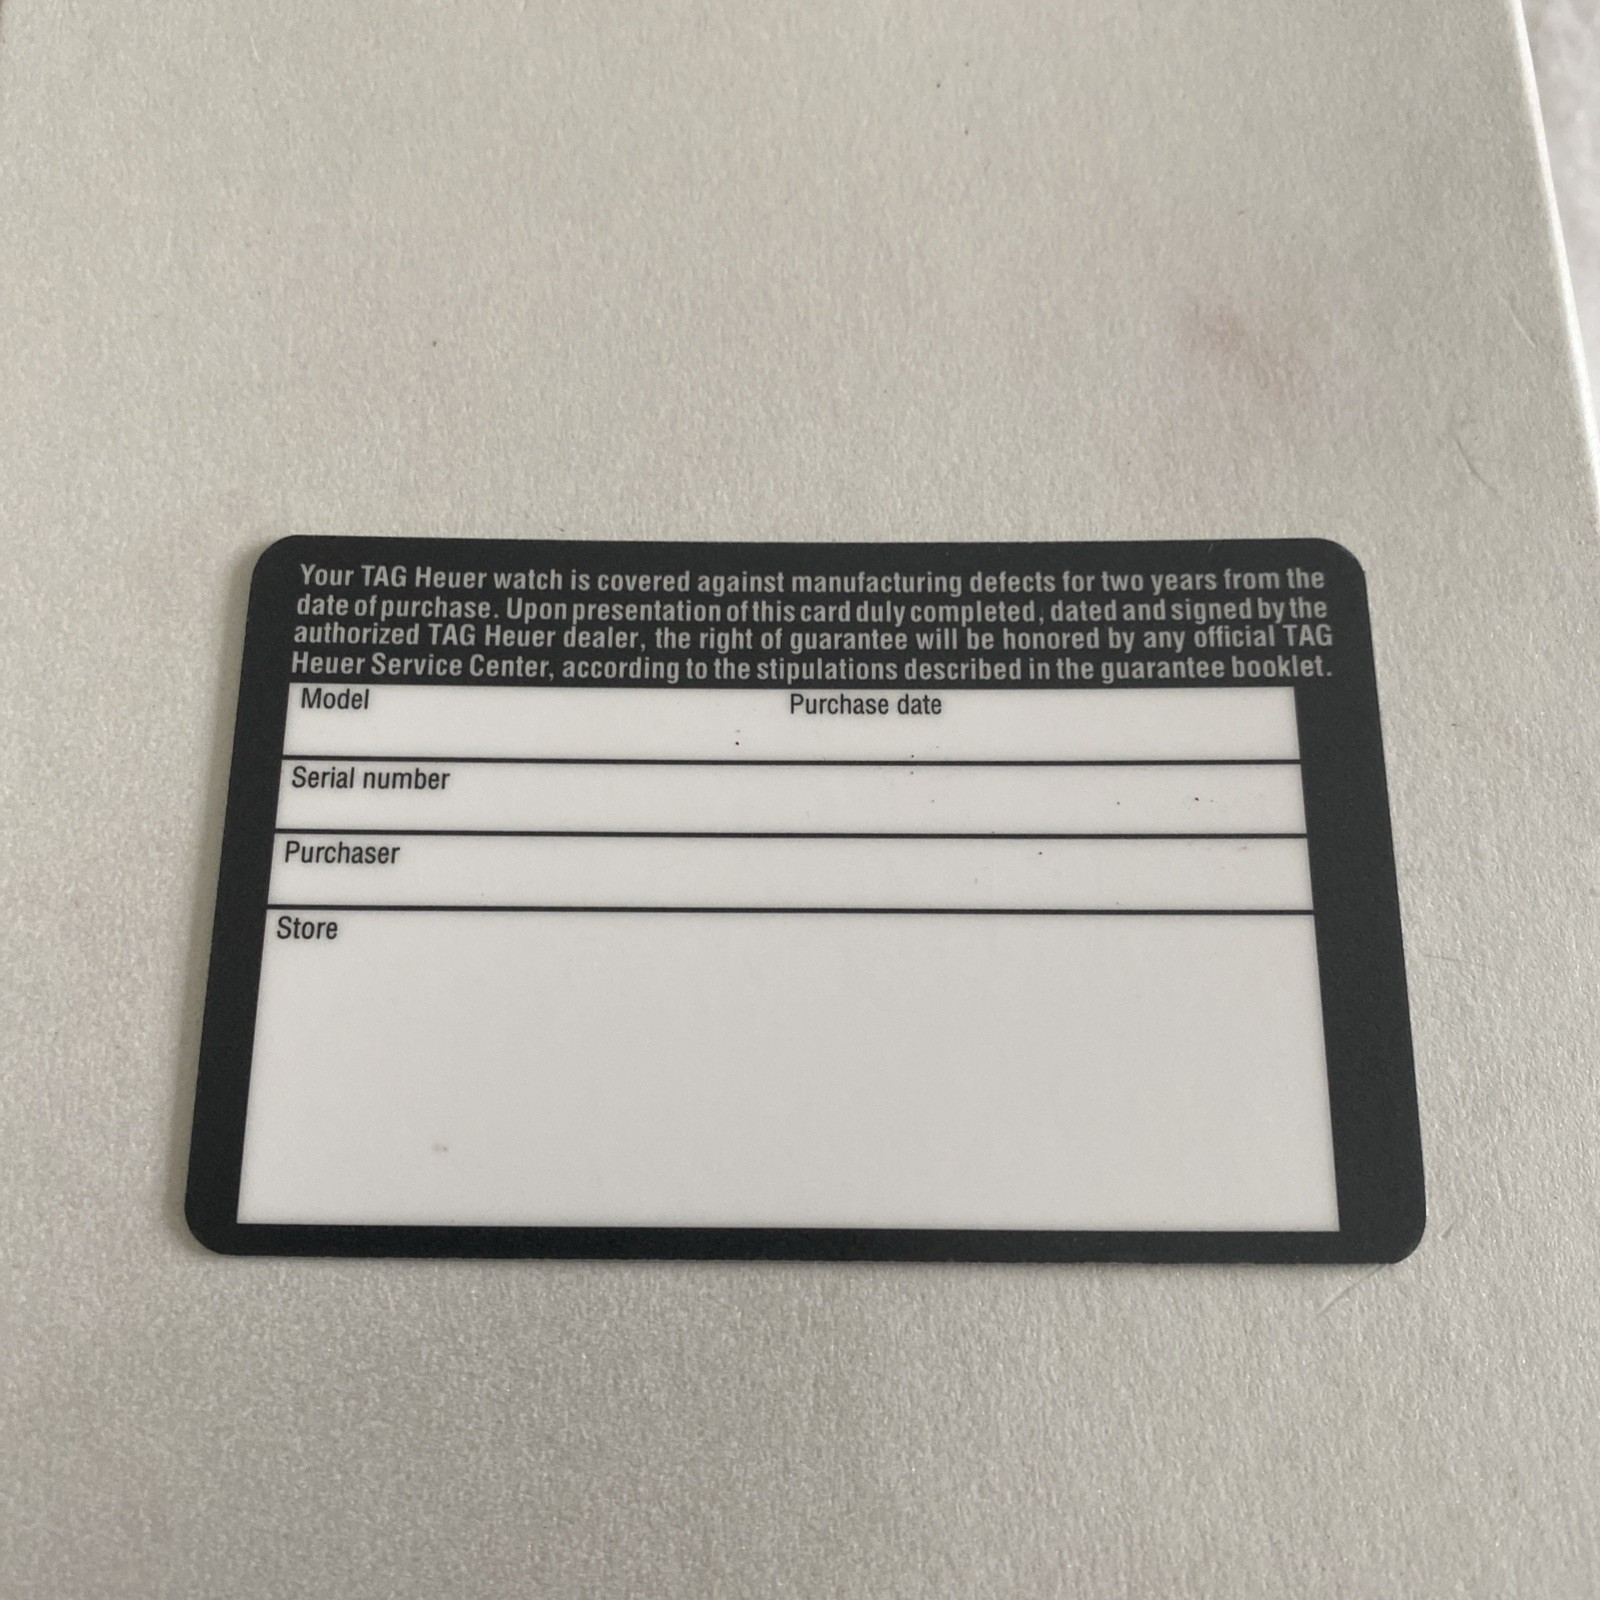 Your TAG Heuer watch is covered against manufacturing defects for two years from the
date of purchase. Upon presentation of this card duly completed, dated and signed by the
authorized TAG Heuer dealer, the right of guarantee will be honored by any official TAG
Heuer Service Center, according to the stipulations described in the guarantee booklet.
Model Purchase date
Serial number
Purchaser
Store